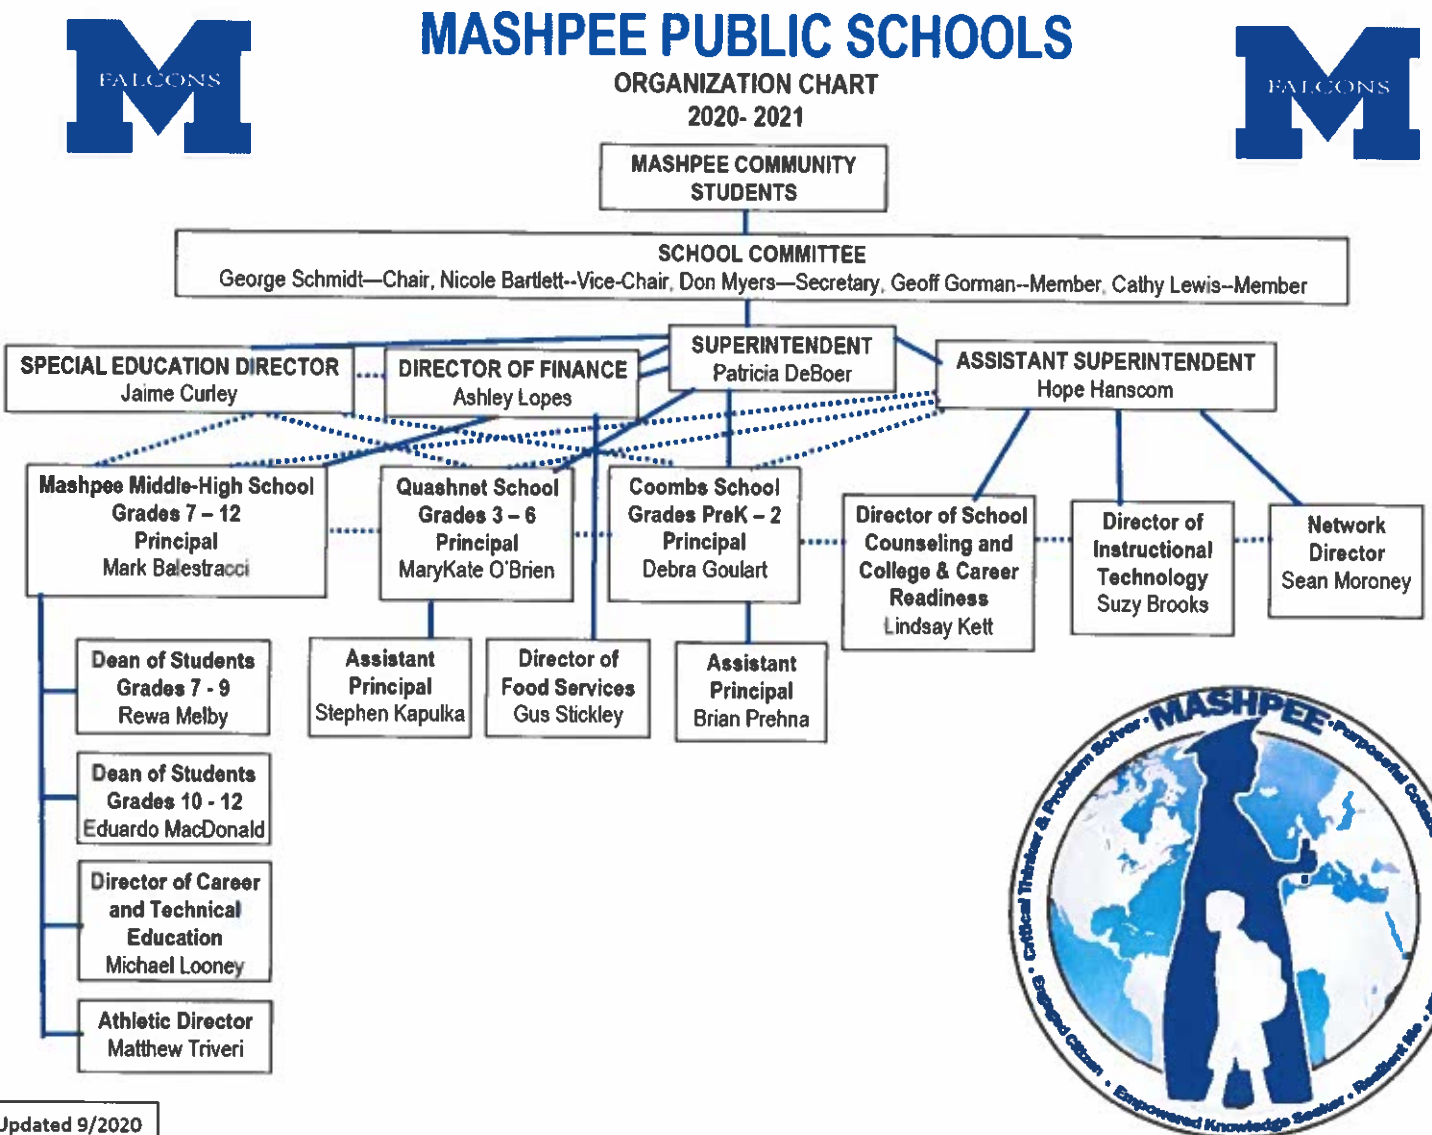 MASHPEE PUBLIC SCHOOLS
FALCONS
FALCONS
ORGANIZATION CHART
2020- 2021
MASHPEE COMMUNITY
STUDENTS
SCHOOL COMMITTEE
George Schmidt—Chair, Nicole Bartlett--Vice-Chair, Don Myers—Secretary, Geoff Gorman--Member, Cathy Lewis--Member
SPECIAL EDUCATION DIRECTOR
Jaime Curley
DIRECTOR OF FINANCE
Ashley Lopes
SUPERINTENDENT
Patricia DeBoer
ASSISTANT SUPERINTENDENT
Hope Hanscom
Mashpee Middle-High School
Grades 7 – 12
Principal
Mark Balestracci
Quashnet School
Grades 3 – 6
Principal
MaryKate O'Brien
Coombs School
Grades PreK – 2
Principal
Debra Goulart
Director of School
Counseling and
College & Career
Readiness
Lindsay Kett
Director of
Instructional
Technology
Suzy Brooks
Network
Director
Sean Moroney
Dean of Students
Grades 7 - 9
Rewa Melby
Assistant
Principal
Stephen Kapulka
Director of
Food Services
Gus Stickley
Assistant
Principal
Brian Prehna
Dean of Students
Grades 10 - 12
Eduardo MacDonald
Director of Career
and Technical
Education
Michael Looney
Athletic Director
Matthew Triveri
MASHPEE
Purposeful
Critical Thinker & Problem Solver
Engaged Citizen
Empowered Knowledge Seeker
Resilient Me
Updated 9/2020